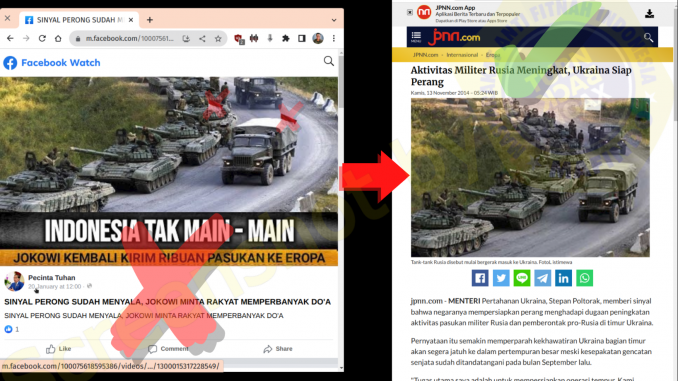 SINYAL PERONG SUDAH M
m.facebook.com/10007561...
Facebook Watch
INDONESIA TAK MAIN - MAIN
JOKOWI KEMBALI KIRIM RIBUAN PASUKAN KE EROPA
Pecinta Tuhan
20 January at 12:00
SINYAL PERONG SUDAH MENYALA, JOKOWI MINTA RAKYAT MEMPERBANYAK DO'A
SINYAL PERONG SUDAH MENYALA, JOKOWI MINTA RAKYAT MEMPERBANYAK DO'A
1
Like
Comment
Share
m.facebook.com/100075618595386/videos/.../1300015317228549/
JPNN.com App
Aplikasi Berita Terbaru dan Terpopuler
Dapatkan di Play Store atau Apps Store
MENU
jpnn.com
JPNN.com
Internasional
Eropa
Aktivitas Militer Rusia Meningkat, Ukraina Siap
Perang
Kamis, 13 November 2014 – 05:24 WIB
Tank-tank Rusia disebut mulai bergerak masuk ke Ukraina. Foto: istimewa
jpnn.com - MENTERI Pertahanan Ukraina, Stepan Poltorak, memberi sinyal
bahwa negaranya mempersiapkan perang menghadapi dugaan peningkatan
aktivitas pasukan militer Rusia dan pemberontak pro-Rusia di timur Ukraina.
Pernyataan itu semakin memperparah kekhawatiran Ukraina bagian timur
akan segera jatuh ke dalam pertempuran besar meski kesepakatan gencatan
senjata sudah ditandatangani pada bulan September lalu.
"Tugas utama saya adalah untuk mempersiapkan operasi tempur. Kami